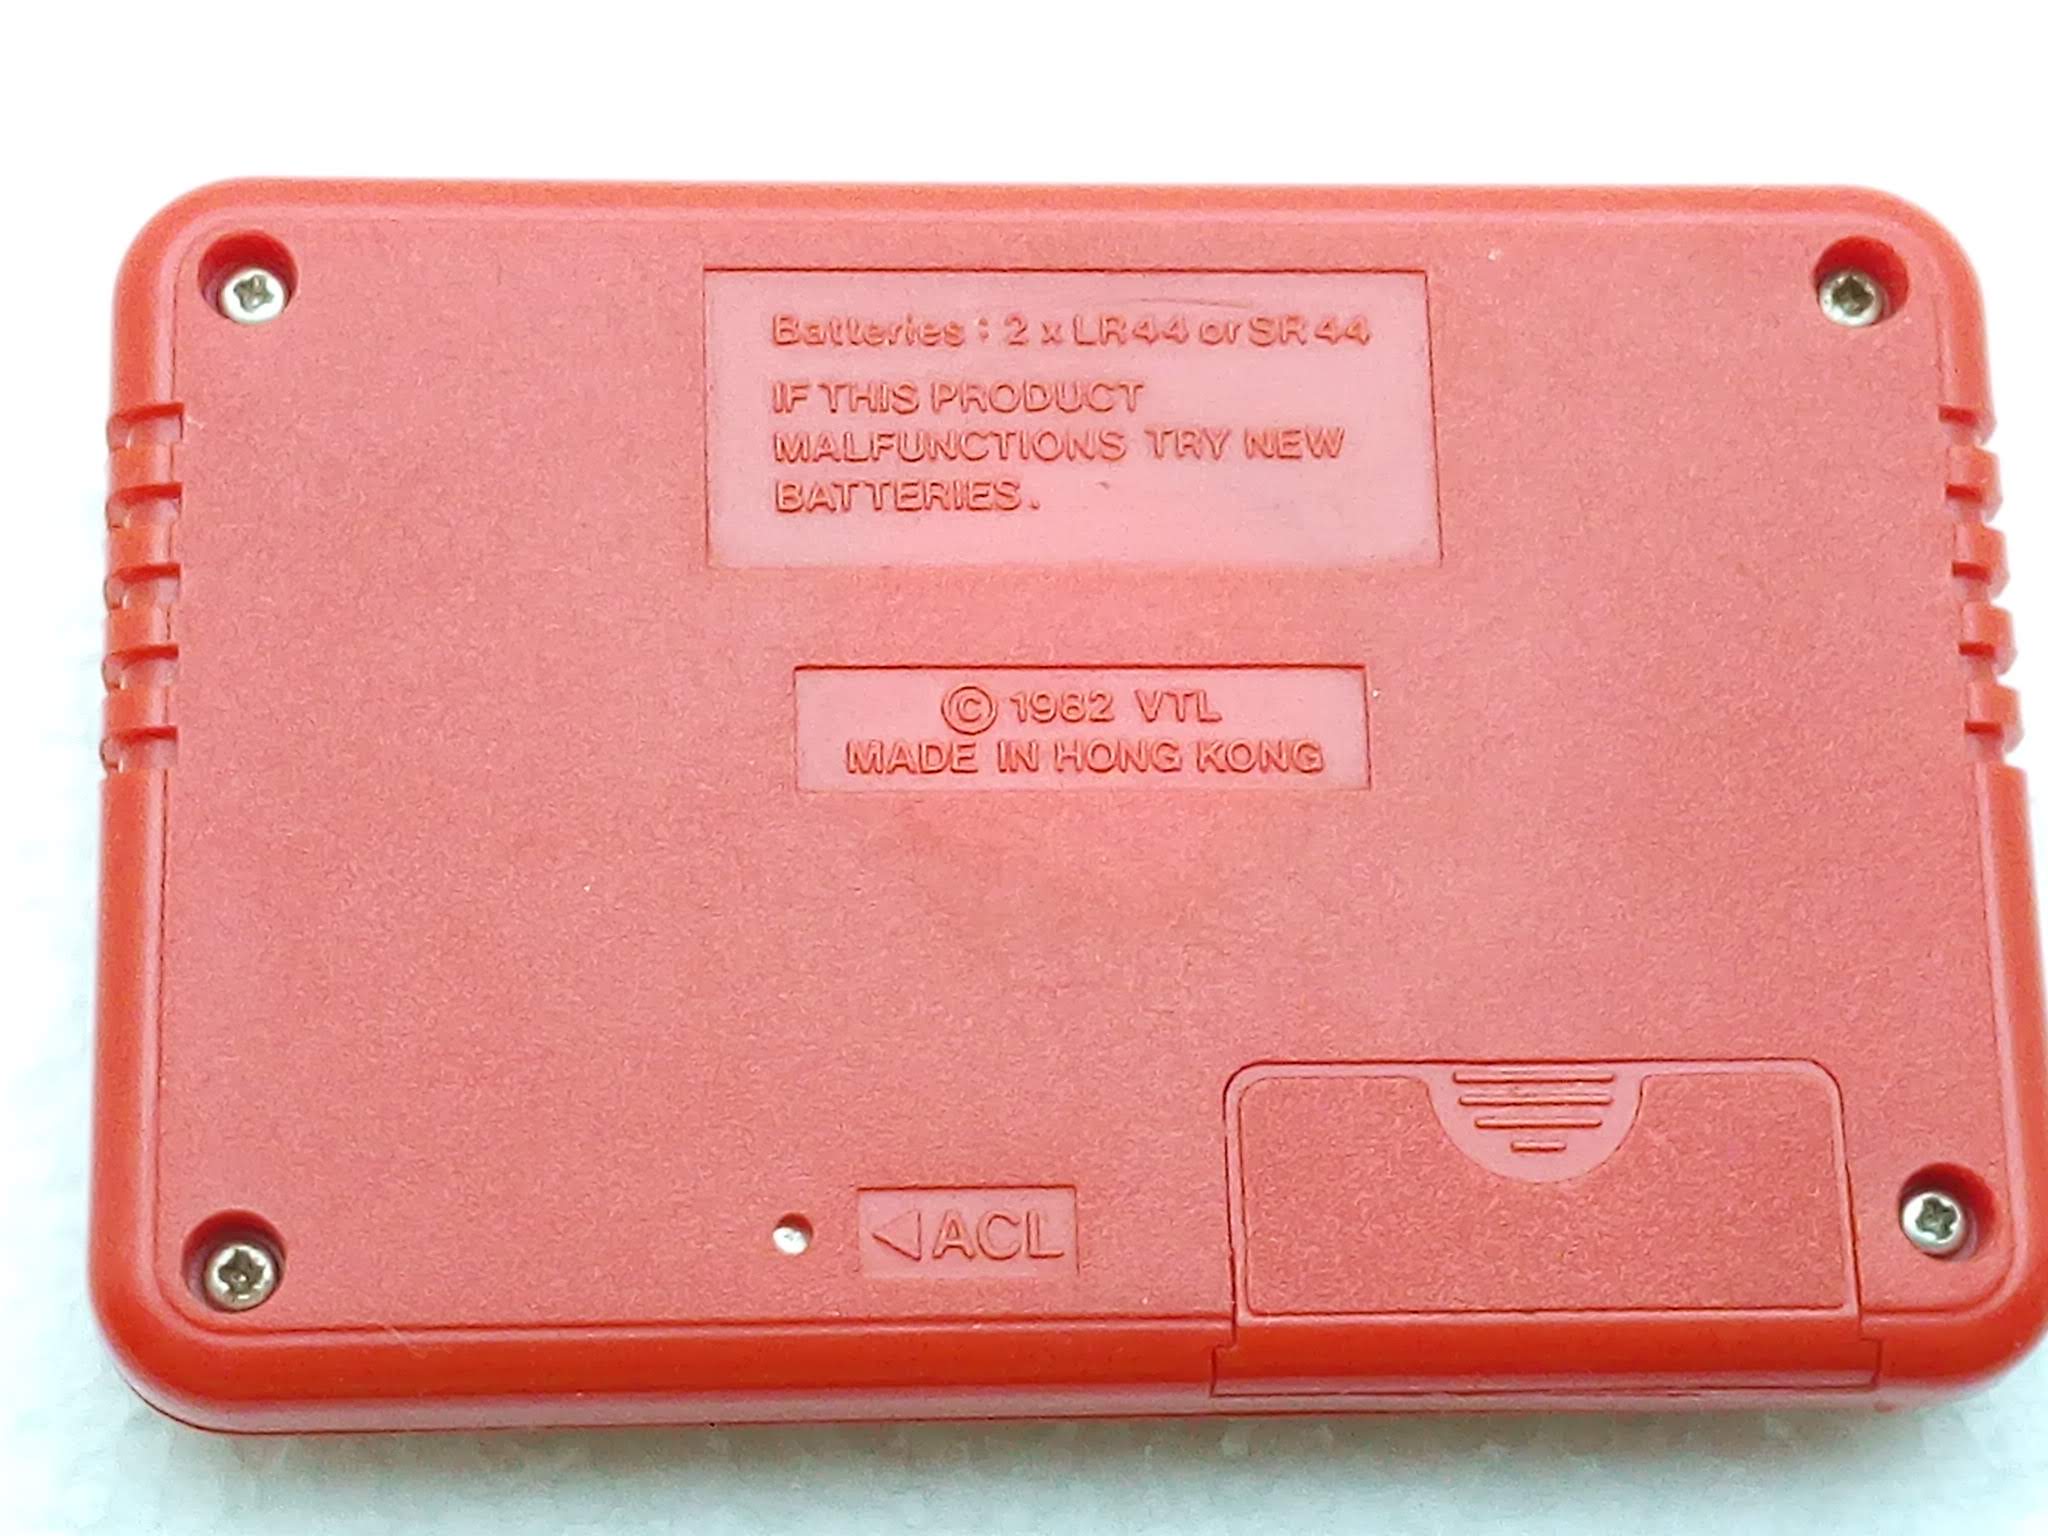 Batteries : 2 x LR44 or SR44
IF THIS PRODUCT
MALFUNCTIONS TRY NEW
BATTERIES.
© 1982 VTL
MADE IN HONG KONG
◁ACL